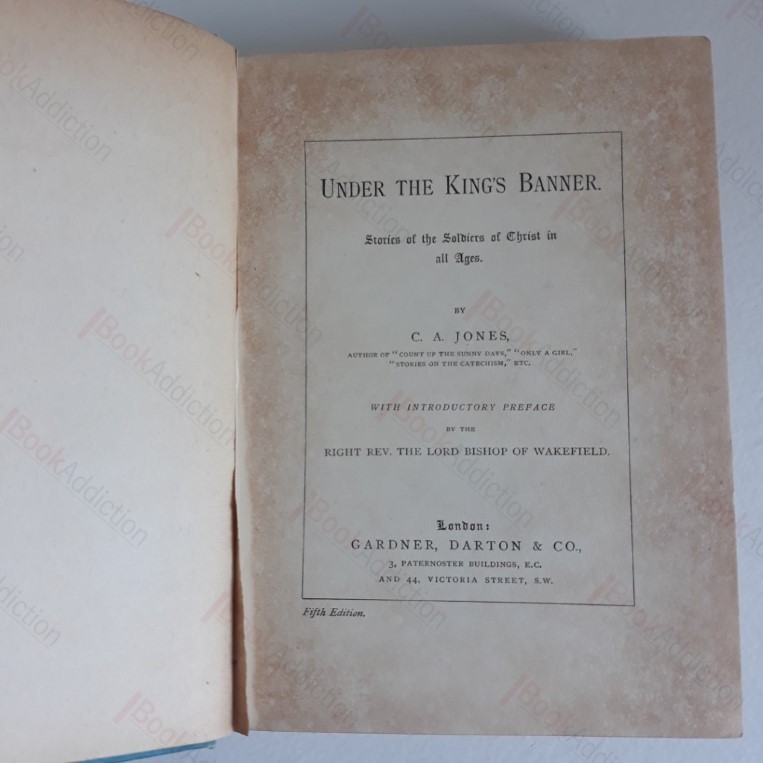 UNDER THE KING'S BANNER.
Stories of the Soldiers of Christ in
all Ages.
BY
C. A. JONES,
AUTHOR OF "COUNT UP THE SUNNY DAYS," "ONLY A GIRL,"
"STORIES ON THE CATECHISM," ETC.
WITH INTRODUCTORY PREFACE
BY THE
RIGHT REV. THE LORD BISHOP OF WAKEFIELD.
London:
GARDNER, DARTON & CO.,
3, PATERNOSTER BUILDINGS, E.C.
AND 44, VICTORIA STREET, S.W.
Fifth Edition.
iBookAddiction